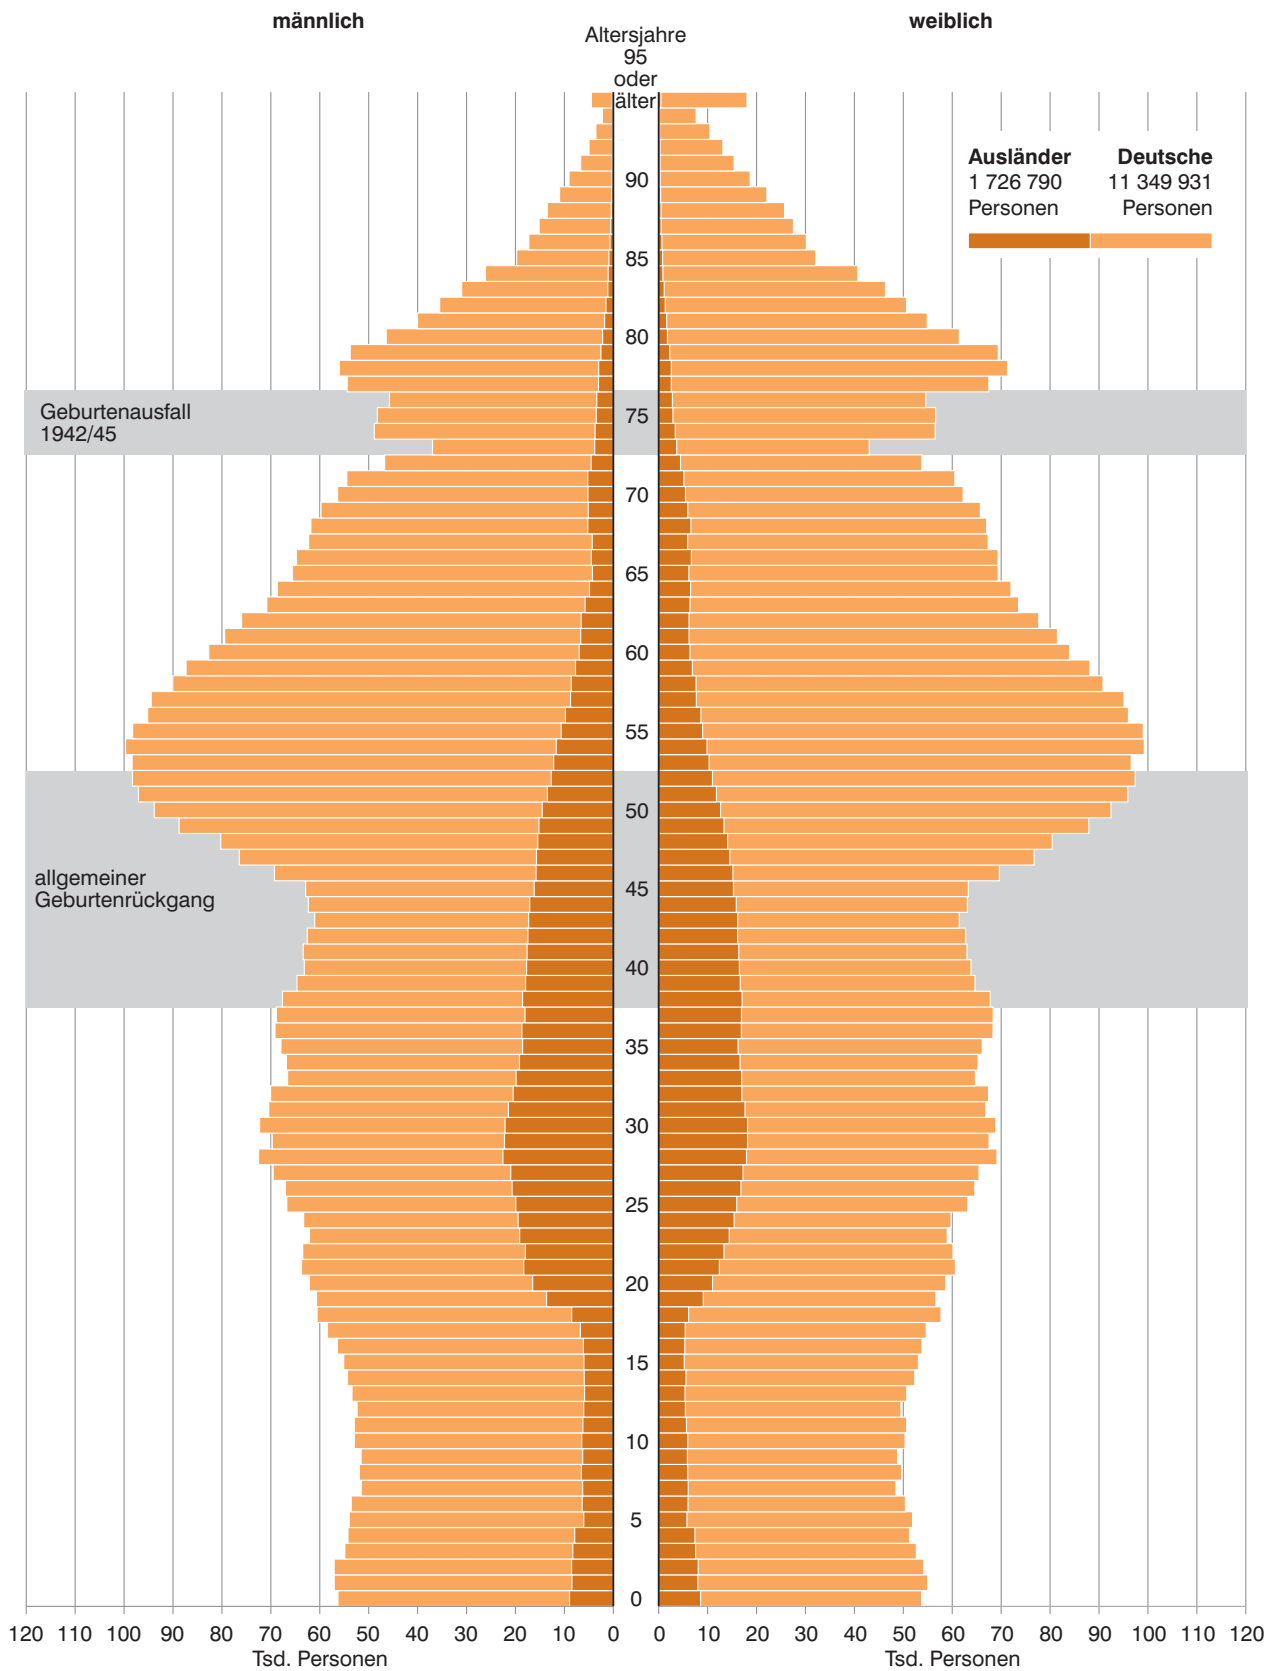 männlich
weiblich
Altersjahre
95
oder
älter
Ausländer Deutsche
1 726 790 11 349 931
Personen Personen
90
85
80
Geburtenausfall
1942/45
75
70
65
60
55
50
allgemeiner
Geburtenrückgang
45
40
35
30
25
20
15
10
5
0
120 110 100 90 80 70 60 50 40 30 20 10 0 0 10 20 30 40 50 60 70 80 90 100 110 120
Tsd. Personen Tsd. Personen